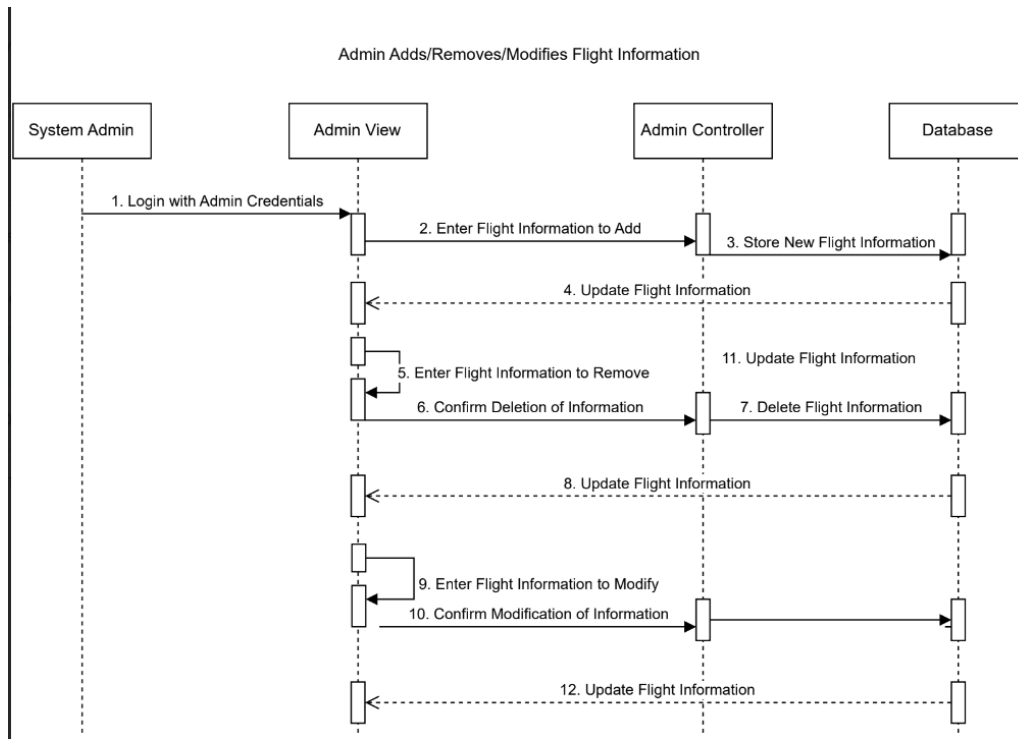 Admin Adds/Removes/Modifies Flight Information
System Admin
Admin View
Admin Controller
Database
1. Login with Admin Credentials
2. Enter Flight Information to Add
3. Store New Flight Information
4. Update Flight Information
11. Update Flight Information
5. Enter Flight Information to Remove
6. Confirm Deletion of Information
7. Delete Flight Information
8. Update Flight Information
9. Enter Flight Information to Modify
10. Confirm Modification of Information
12. Update Flight Information